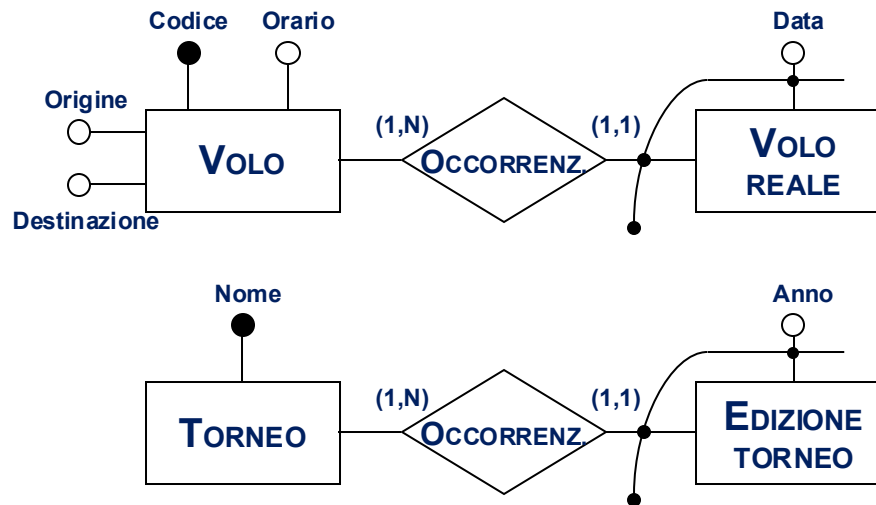 Codice Orario Data
Origine
(1,N) (1,1)
VOLO OCCORRENZ. VOLO
REALE
Destinazione
Nome Anno
(1,N) (1,1)
TORNEO OCCORRENZ. EDIZIONE
TORNEO